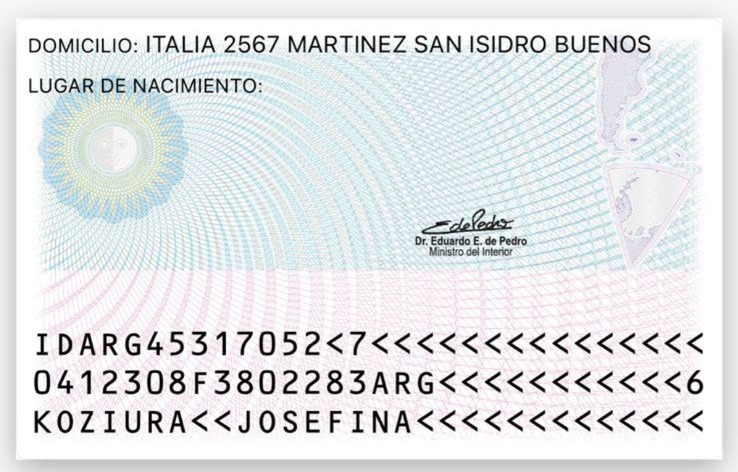 DOMICILIO: ITALIA 2567 MARTINEZ SAN ISIDRO BUENOS
LUGAR DE NACIMIENTO:
EdePedro
Dr. Eduardo E. de Pedro
Ministro del Interior
IDARG45317052<7<<<<<<<<<<<<<<<
0412308F3802283ARG<<<<<<<<<<<6
KOZIURA<<JOSEFINA<<<<<<<<<<<<<